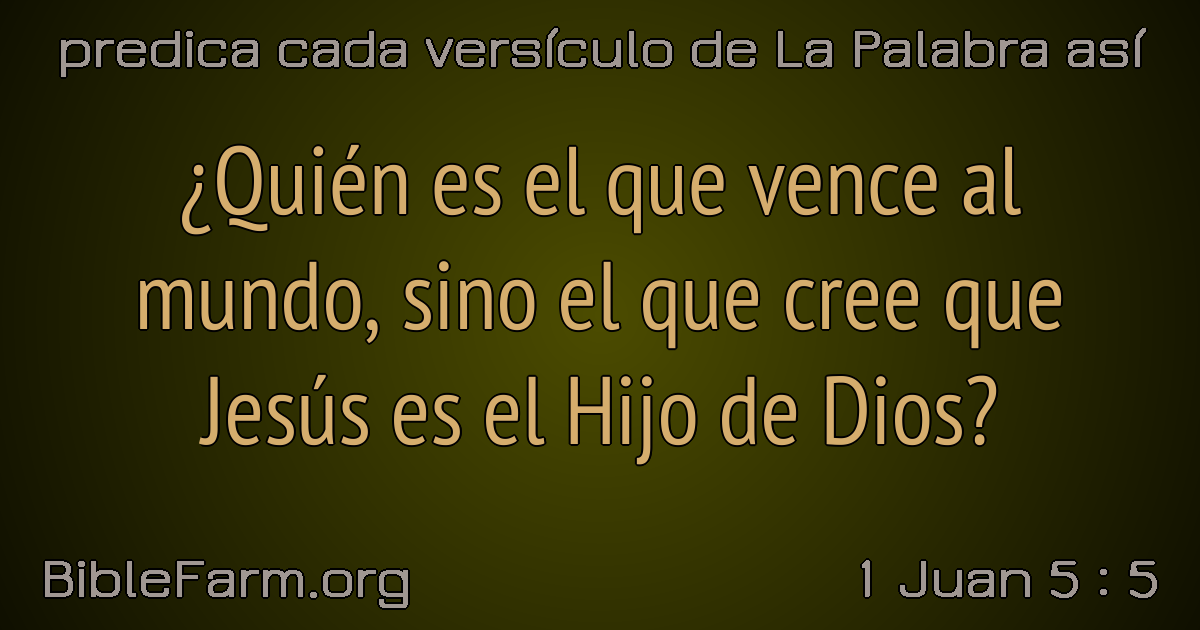 predica cada versículo de La Palabra así
¿Quién es el que vence al
mundo, sino el que cree que
Jesús es el Hijo de Dios?
BibleFarm.org
1 Juan 5 : 5